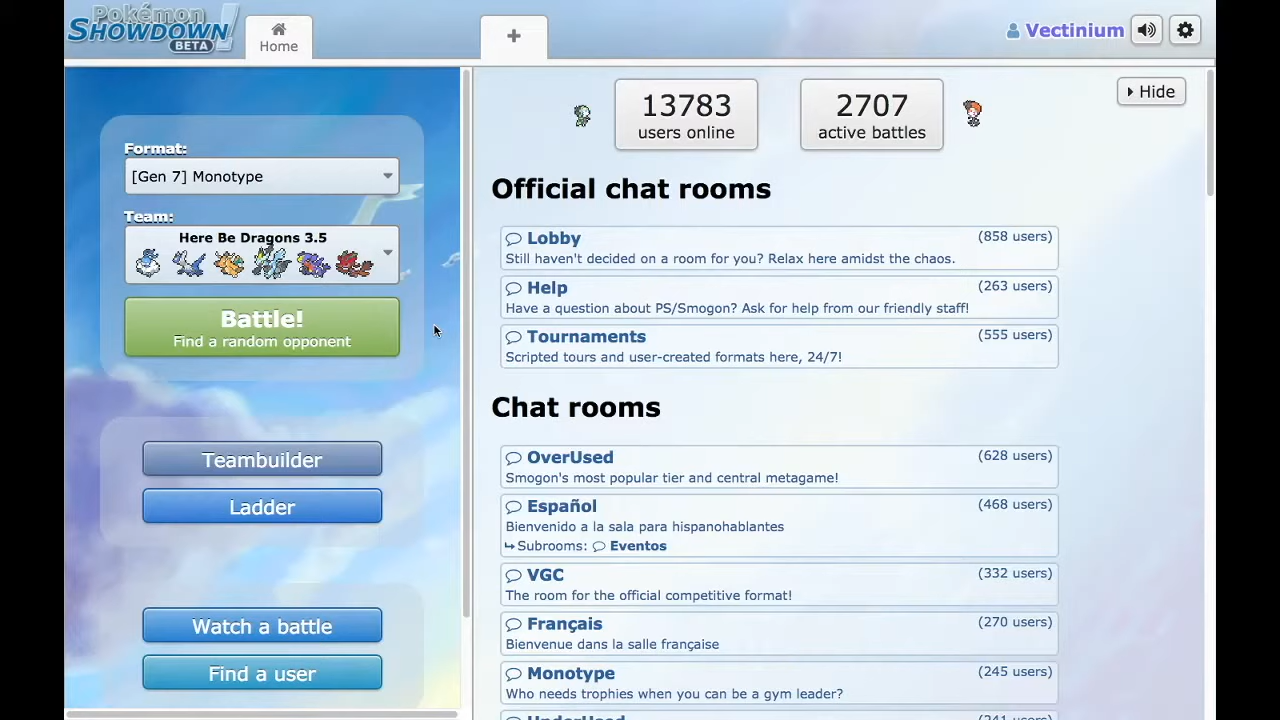 Pokémon
SHOWDOWN!
BETA
Home
+
Vectinium
Format:
[Gen 7] Monotype
Team:
Here Be Dragons 3.5
Battle!
Find a random opponent
Teambuilder
Ladder
Watch a battle
Find a user
13783
users online
2707
active battles
Hide
Official chat rooms
Lobby (858 users)
Still haven't decided on a room for you? Relax here amidst the chaos.
Help (263 users)
Have a question about PS/Smogon? Ask for help from our friendly staff!
Tournaments (555 users)
Scripted tours and user-created formats here, 24/7!
Chat rooms
OverUsed (628 users)
Smogon's most popular tier and central metagame!
Español (468 users)
Bienvenido a la sala para hispanohablantes
↳Subrooms: Eventos
VGC (332 users)
The room for the official competitive format!
Français (270 users)
Bienvenue dans la salle française
Monotype (245 users)
Who needs trophies when you can be a gym leader?
UnderUsed (241 users)